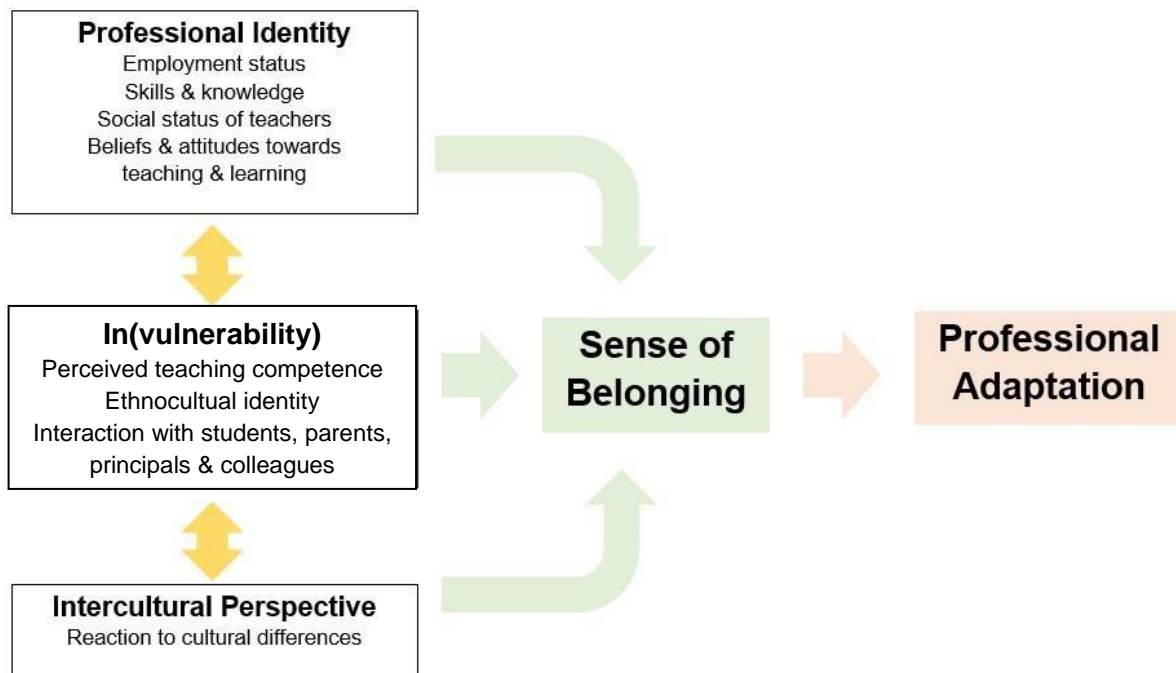 Professional Identity
Employment status
Skills & knowledge
Social status of teachers
Beliefs & attitudes towards
teaching & learning
In(vulnerability)
Perceived teaching competence
Ethnocultual identity
Interaction with students, parents,
principals & colleagues
Intercultural Perspective
Reaction to cultural differences
Sense of
Belonging
Professional
Adaptation